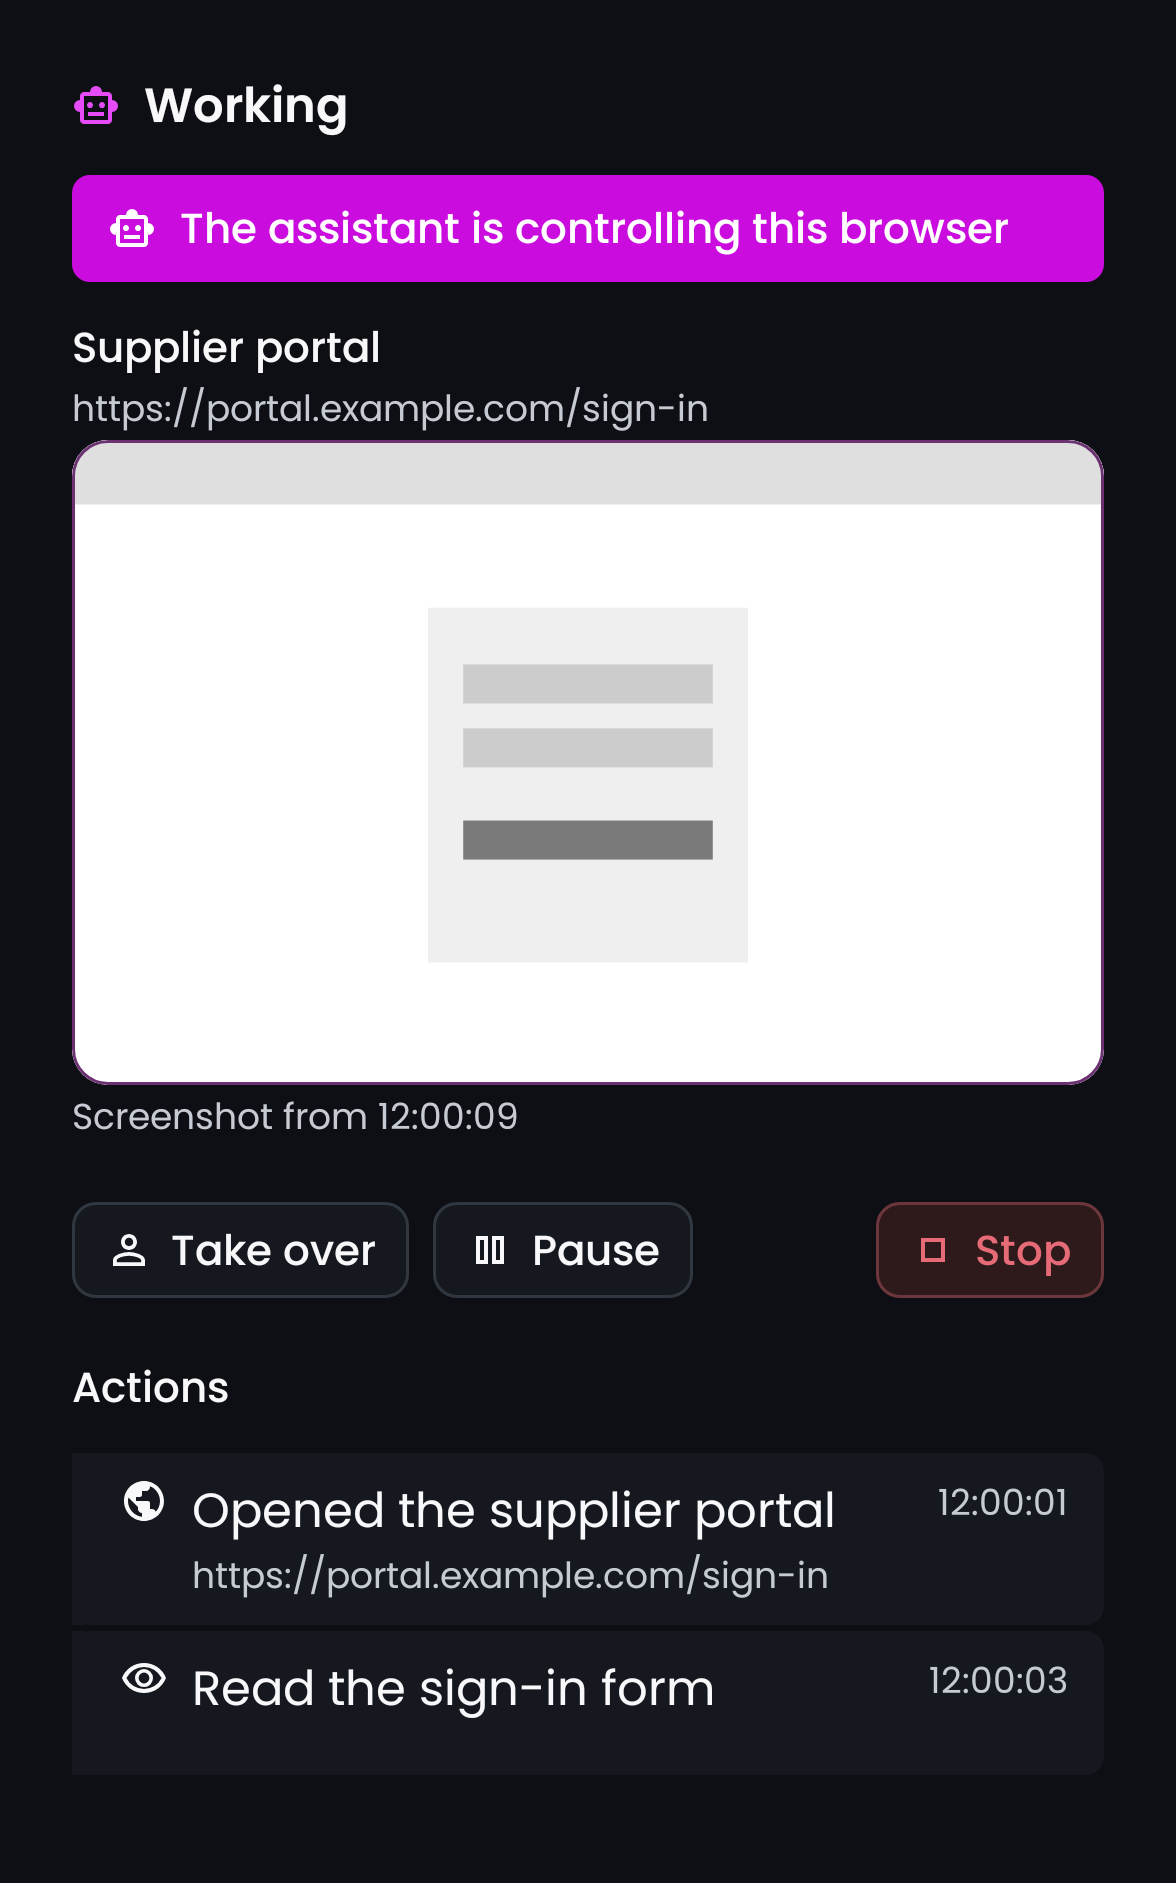 Working
The assistant is controlling this browser
Supplier portal
https://portal.example.com/sign-in
Screenshot from 12:00:09
Take over
Pause
Stop
Actions
Opened the supplier portal
12:00:01
https://portal.example.com/sign-in
Read the sign-in form
12:00:03